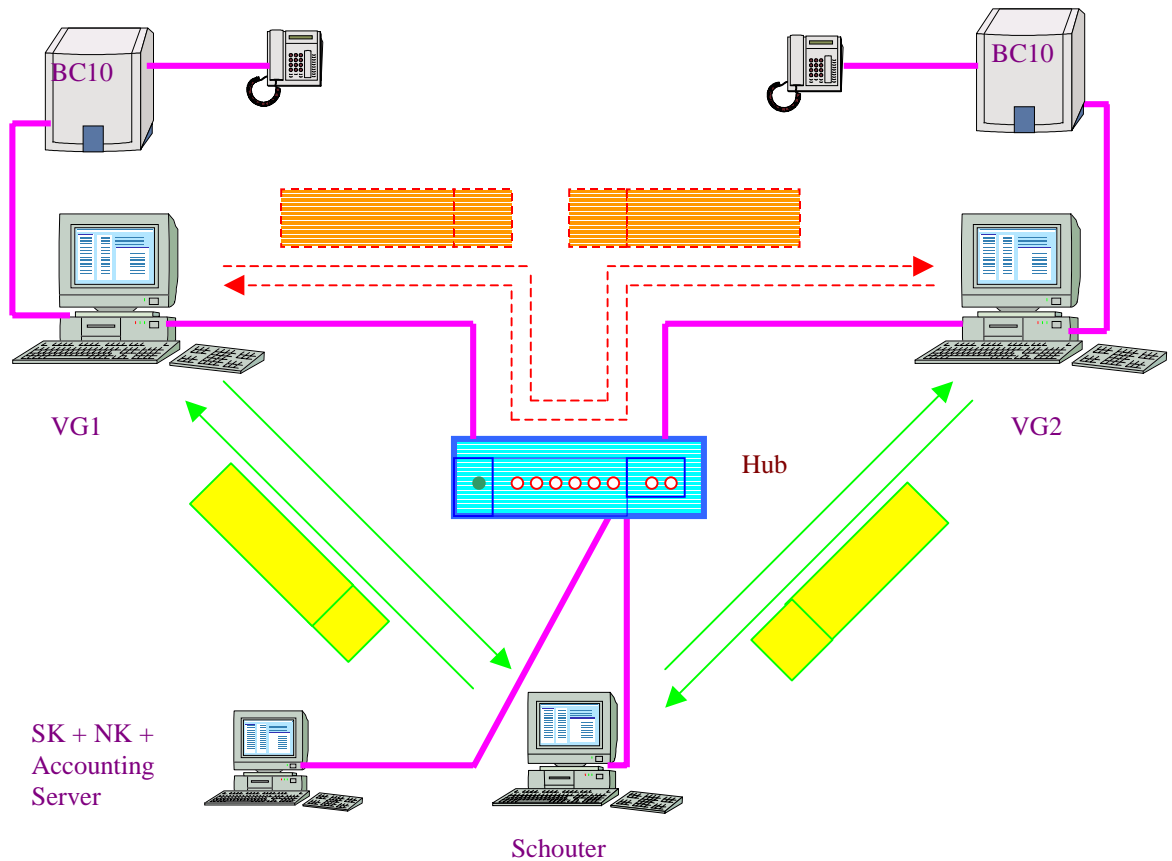 BC10
BC10
VG1
VG2
Hub
SK + NK +
Accounting
Server
Schouter